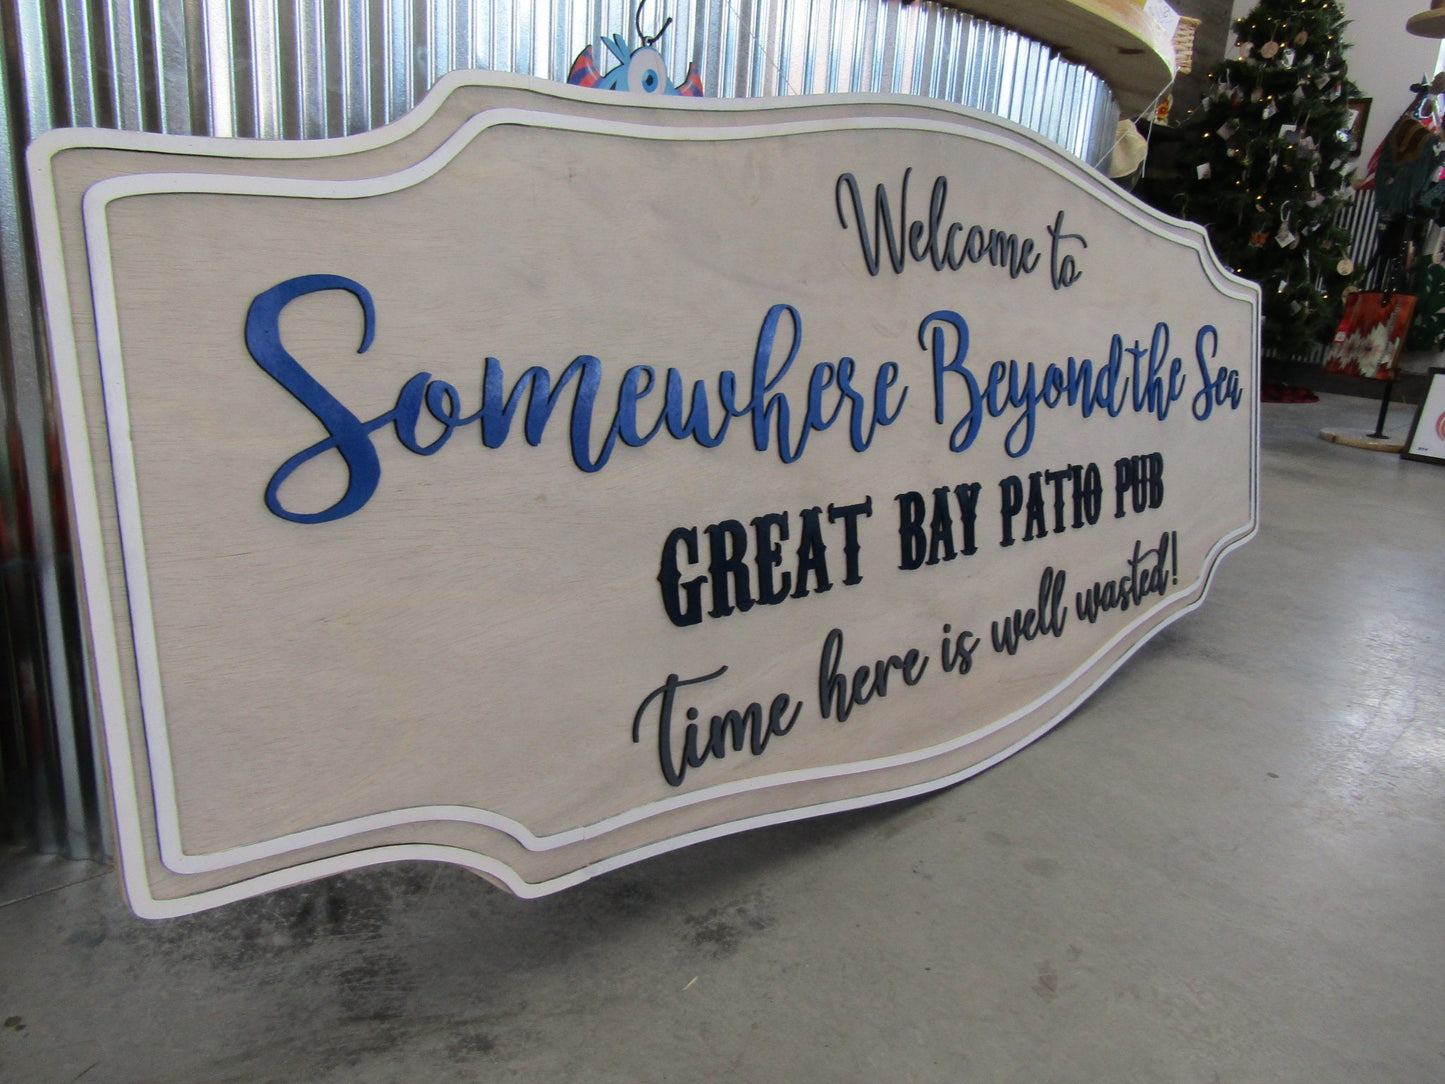 Welcome to
Somewhere Beyond the Sea
GREAT BAY PATIO PUB
Time here is well wasted!